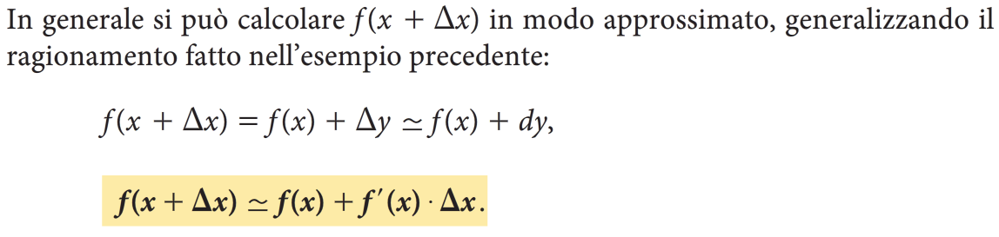 In generale si può calcolare f(x + Δx) in modo approssimato, generalizzando il
ragionamento fatto nell’esempio precedente:
f(x + Δx) = f(x) + Δy ≃ f(x) + dy,
f(x + Δx) ≃ f(x) + f′(x) · Δx.